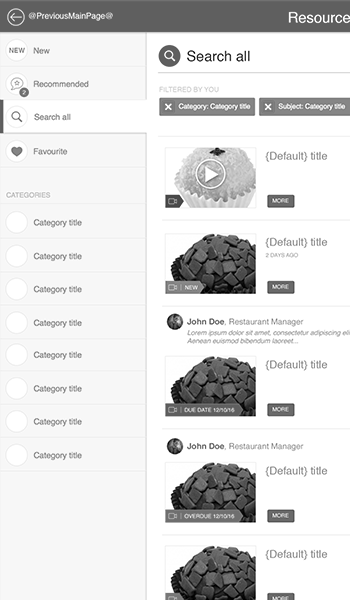 @PreviousMainPage@
Resource
NEW New
Recommended
2
Search all
Favourite
CATEGORIES
Category title
Category title
Category title
Category title
Category title
Category title
Category title
Category title
Search all
FILTERED BY YOU
Category: Category title
Subject: Category title
{Default} title
MORE
{Default} title
2 DAYS AGO
NEW
MORE
John Doe, Restaurant Manager
Lorem ipsum dolor sit amet, consectetur adipiscing eli
Aenean euismod bibendum laoreet...
{Default} title
DUE DATE 12/10/16
MORE
John Doe, Restaurant Manager
{Default} title
OVERDUE 12/10/16
MORE
{Default} title
MORE